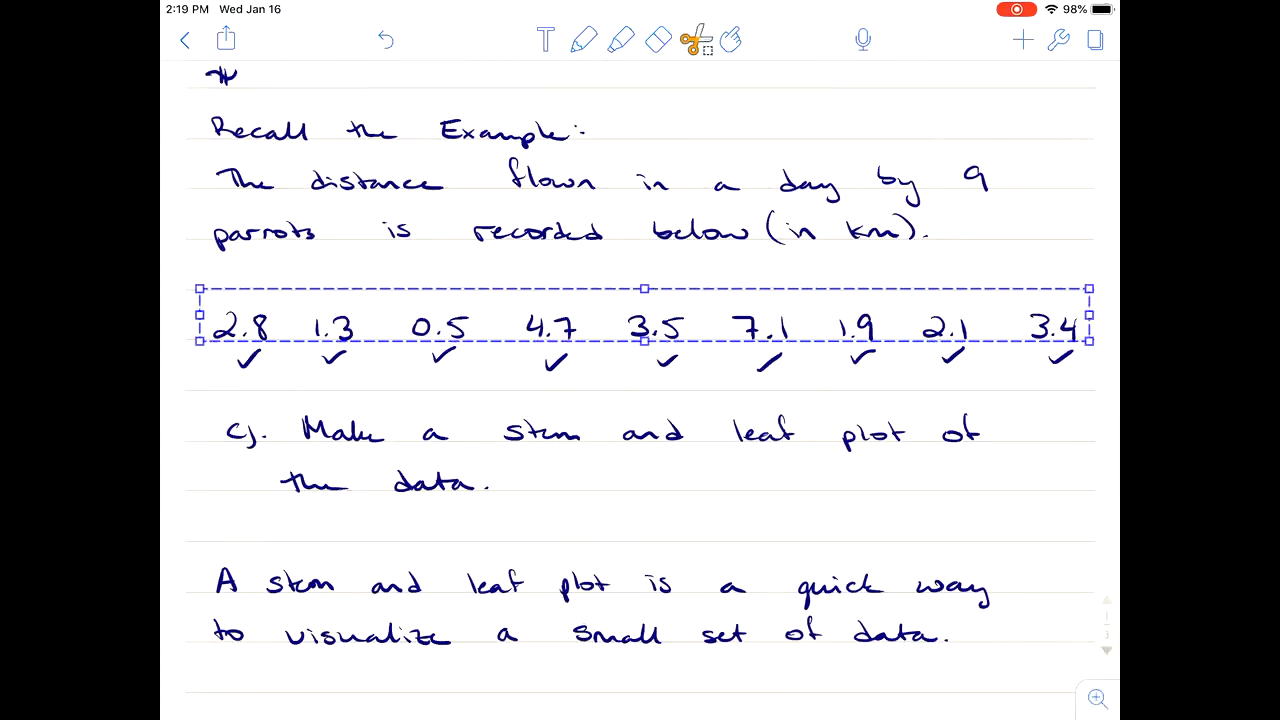 2:19 PM Wed Jan 16 98%
T
Recall the Example:
The distance flown in a day by 9
parrots is recorded below (in km).
2.8 1.3 0.5 4.7 3.5 7.1 1.9 2.1 3.4
c). Make a stem and leaf plot of
the data.
A stem and leaf plot is a quick way
to visualize a small set of data.
1
3